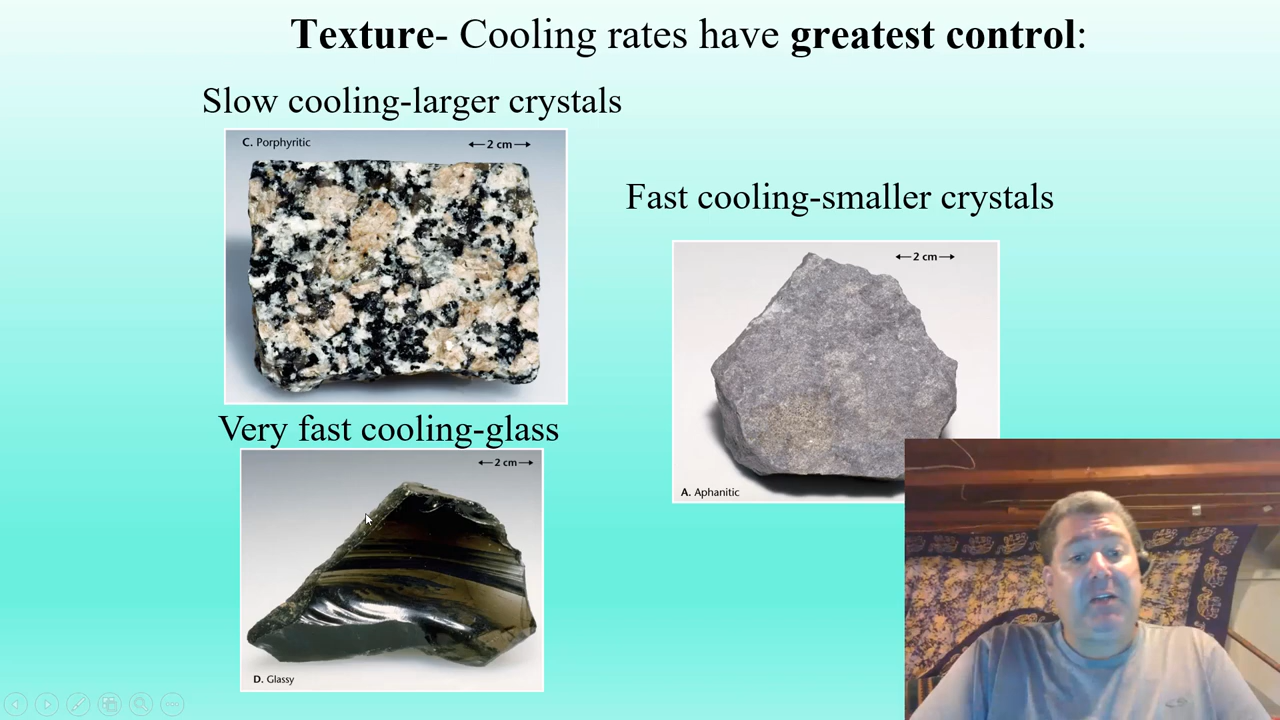 Texture- Cooling rates have greatest control:
Slow cooling-larger crystals
C. Porphyritic
2 cm
Fast cooling-smaller crystals
2 cm
A. Aphanitic
Very fast cooling-glass
2 cm
D. Glassy